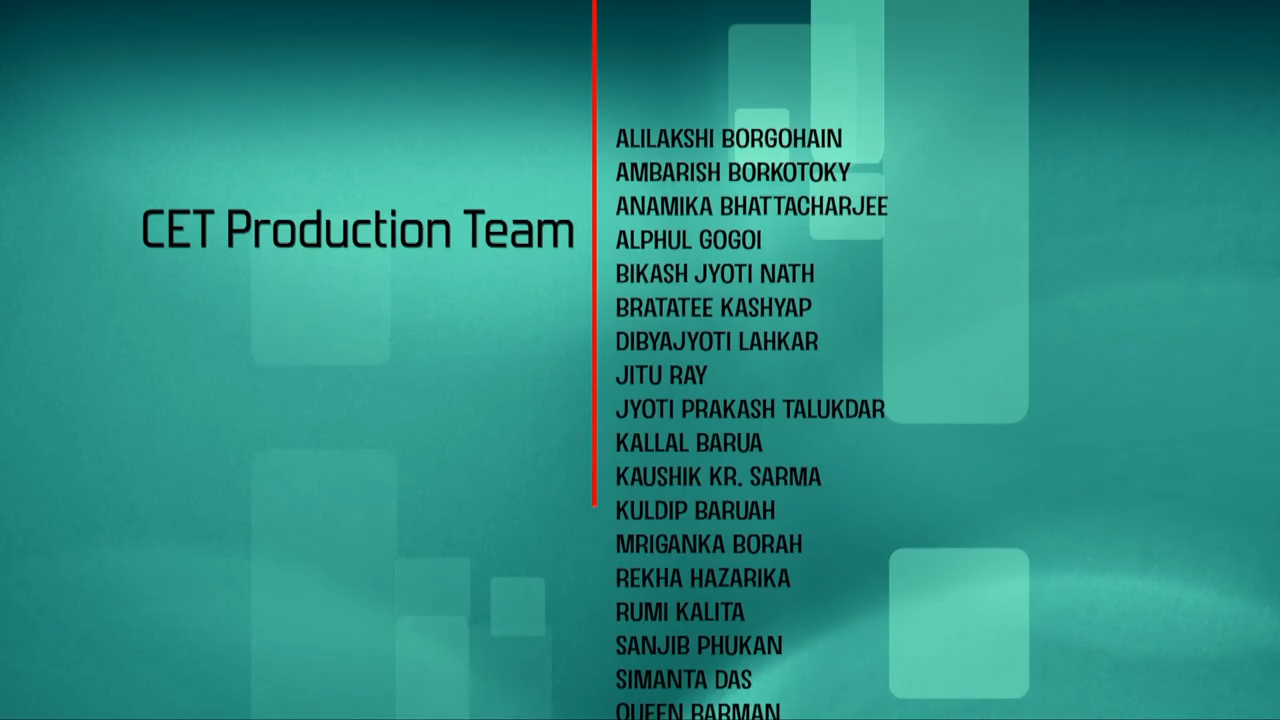 CET Production Team
ALILAKSHI BORGOHAIN
AMBARISH BORKOTOKY
ANAMIKA BHATTACHARJEE
ALPHUL GOGOI
BIKASH JYOTI NATH
BRATATEE KASHYAP
DIBYAJYOTI LAHKAR
JITU RAY
JYOTI PRAKASH TALUKDAR
KALLAL BARUA
KAUSHIK KR. SARMA
KULDIP BARUAH
MRIGANKA BORAH
REKHA HAZARIKA
RUMI KALITA
SANJIB PHUKAN
SIMANTA DAS
QUEEN BARMAN